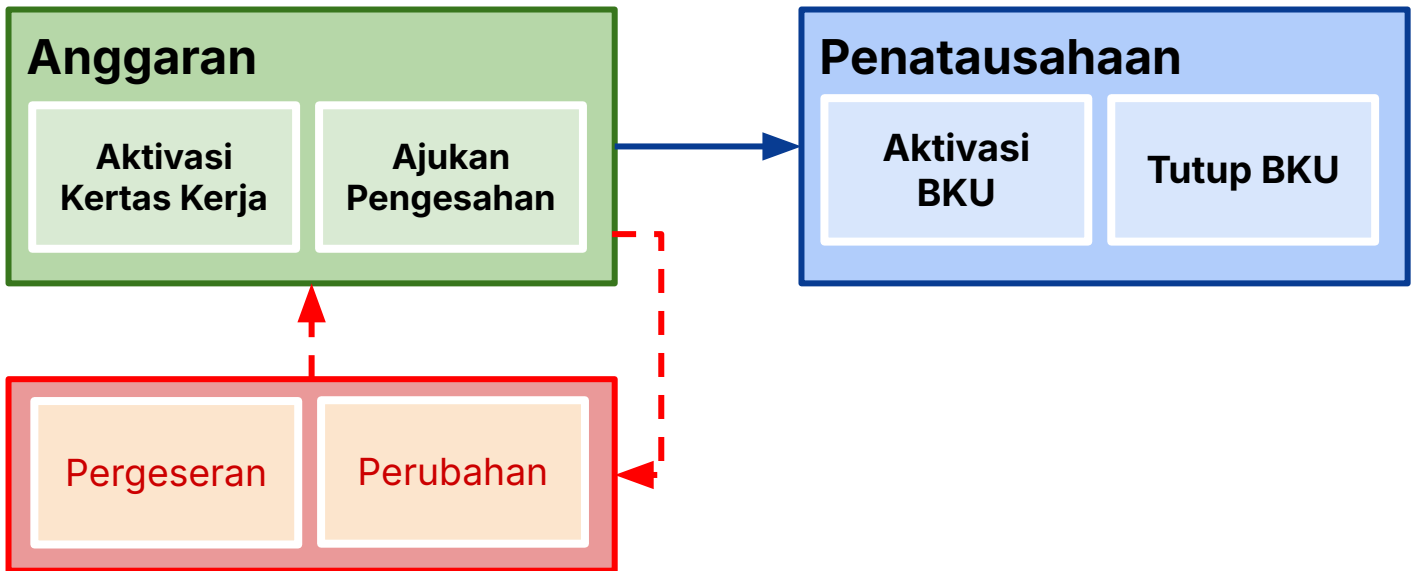 Anggaran
Aktivasi
Kertas Kerja
Ajukan
Pengesahan
Penatausahaan
Aktivasi
BKU
Tutup BKU
Pergeseran
Perubahan